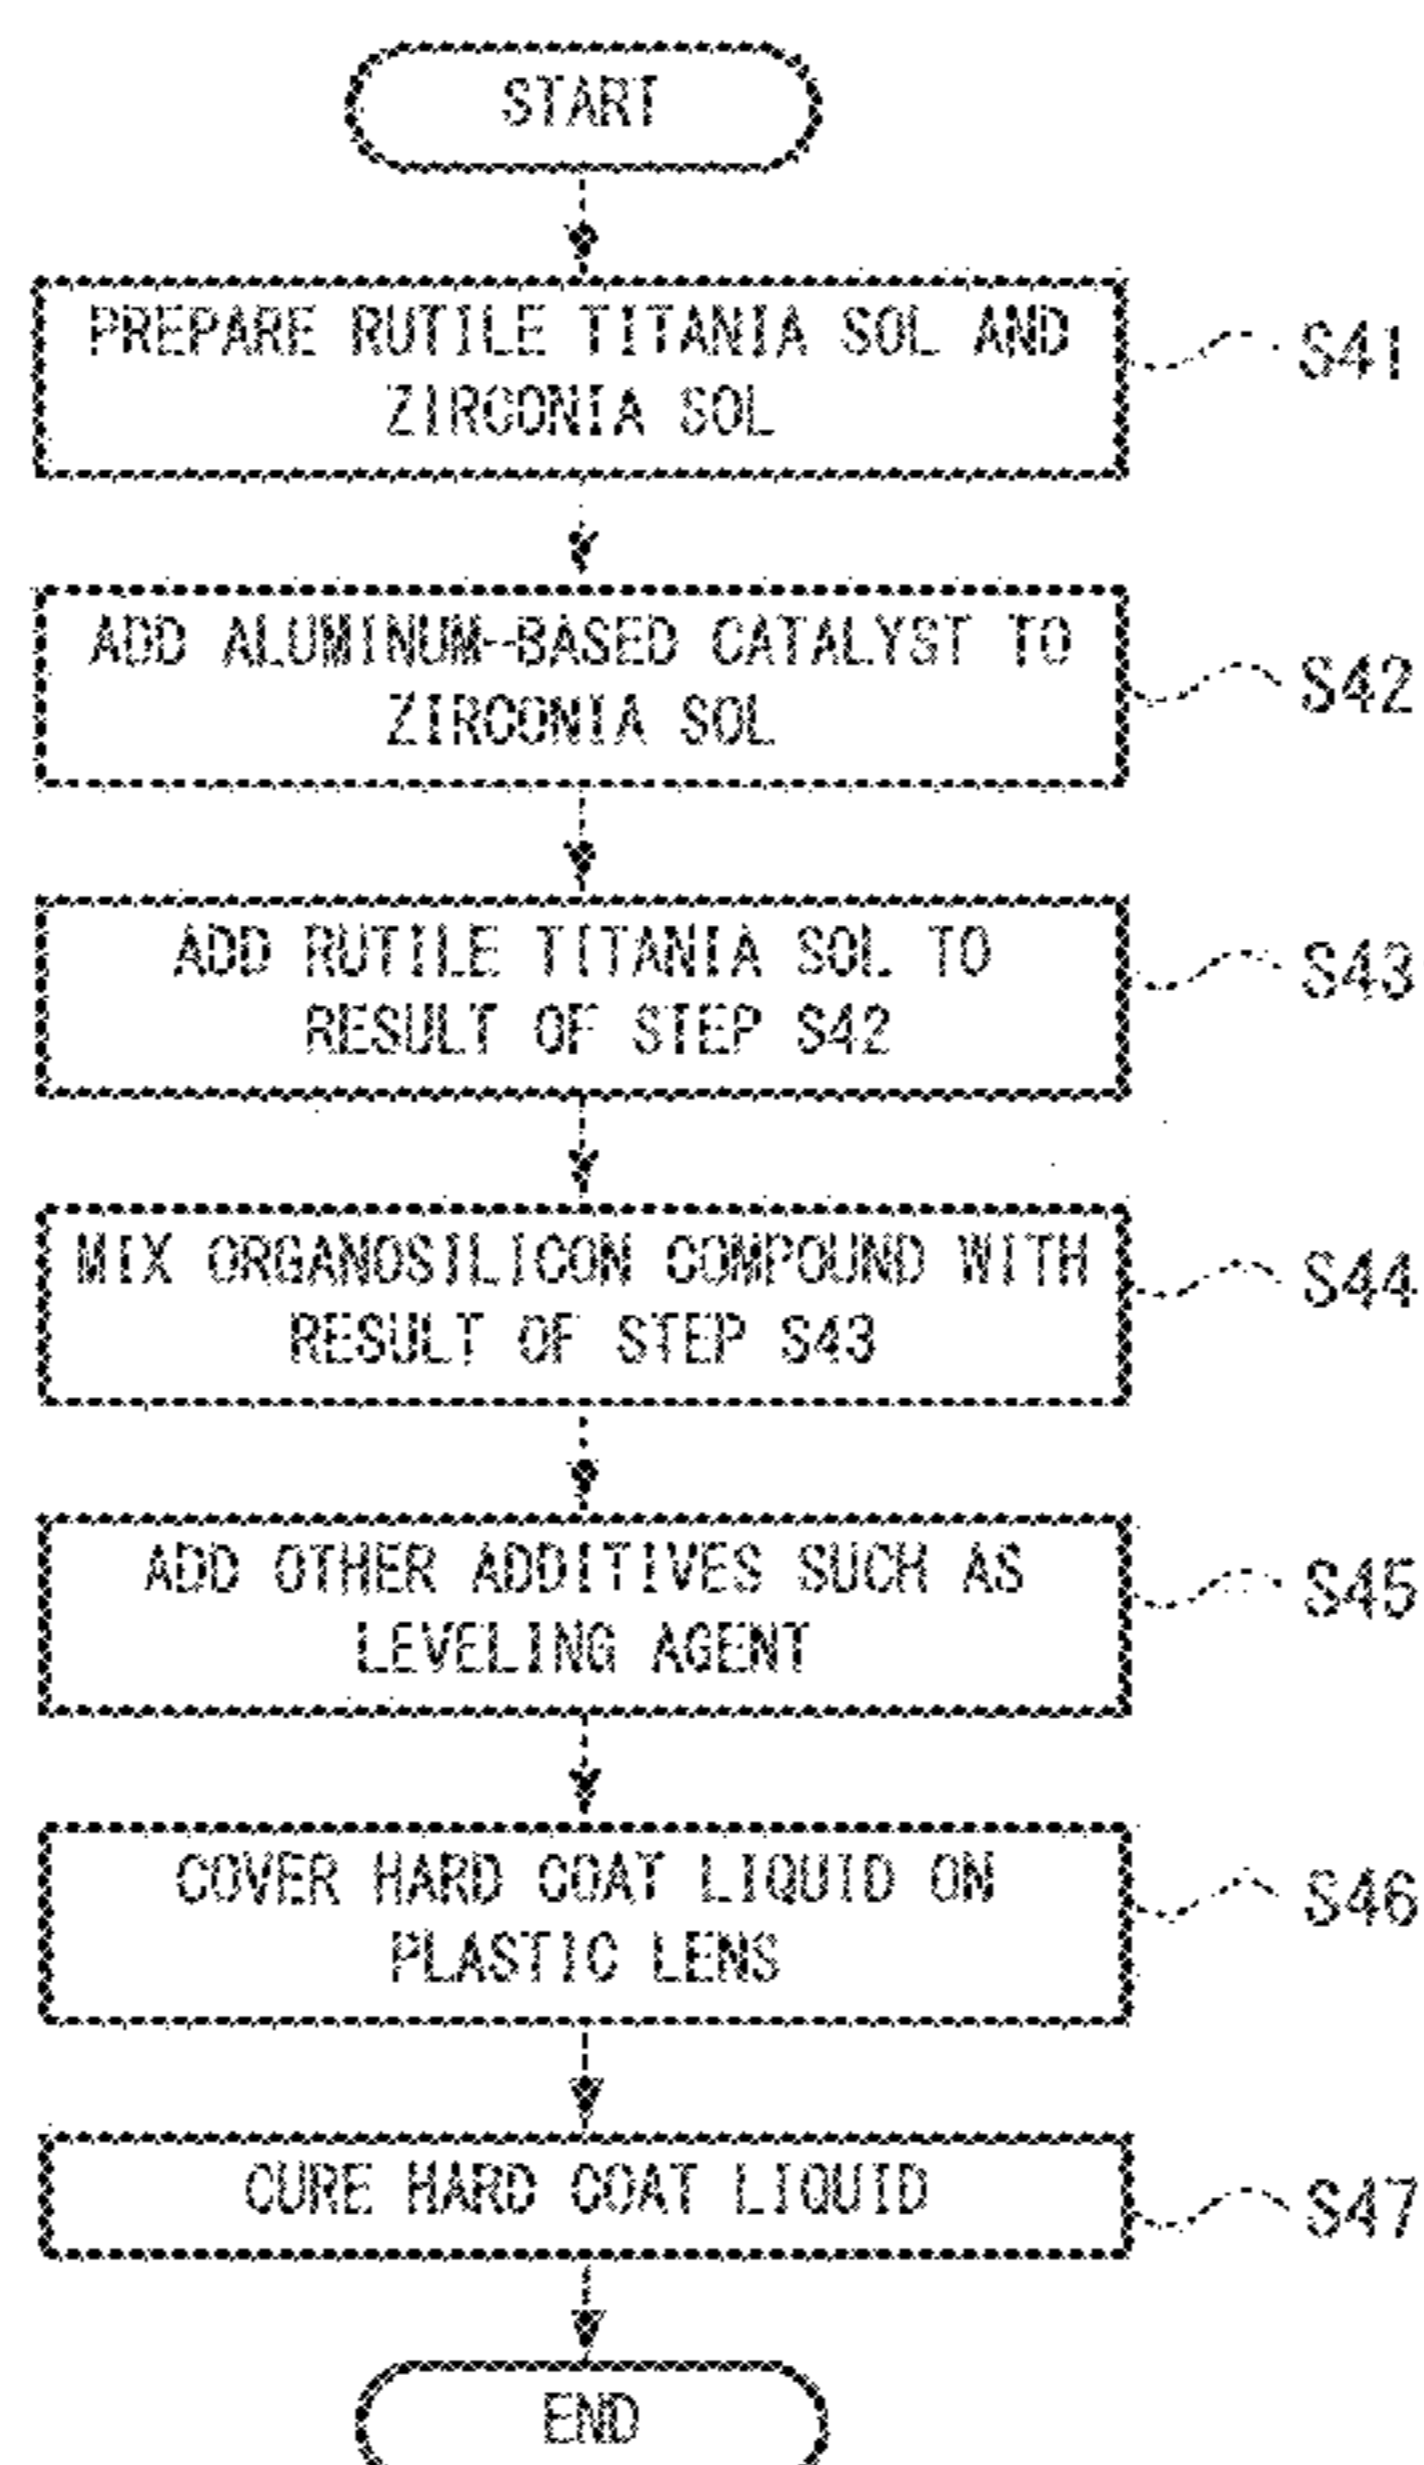 START
PREPARE RUTILE TITANIA SOL AND
ZIRCONIA SOL
S41
ADD ALUMINUM-BASED CATALYST TO
ZIRCONIA SOL
S42
ADD RUTILE TITANIA SOL TO
RESULT OF STEP S42
S43
MIX ORGANOSILICON COMPOUND WITH
RESULT OF STEP S43
S44
ADD OTHER ADDITIVES SUCH AS
LEVELING AGENT
S45
COVER HARD COAT LIQUID ON
PLASTIC LENS
S46
CURE HARD COAT LIQUID
S47
END